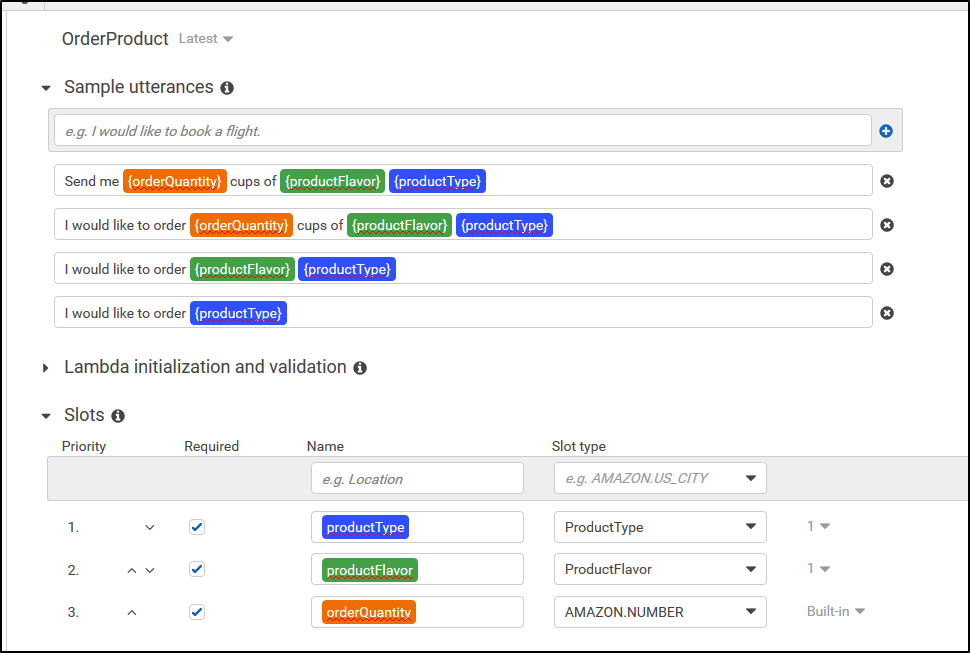 OrderProduct Latest
Sample utterances
e.g. I would like to book a flight.
Send me {orderQuantity} cups of {productFlavor} {productType}
I would like to order {orderQuantity} cups of {productFlavor} {productType}
I would like to order {productFlavor} {productType}
I would like to order {productType}
Lambda initialization and validation
Slots
Priority Required Name Slot type
e.g. Location e.g. AMAZON.US_CITY
1. productType ProductType 1
2. productFlavor ProductFlavor 1
3. orderQuantity AMAZON.NUMBER Built-in